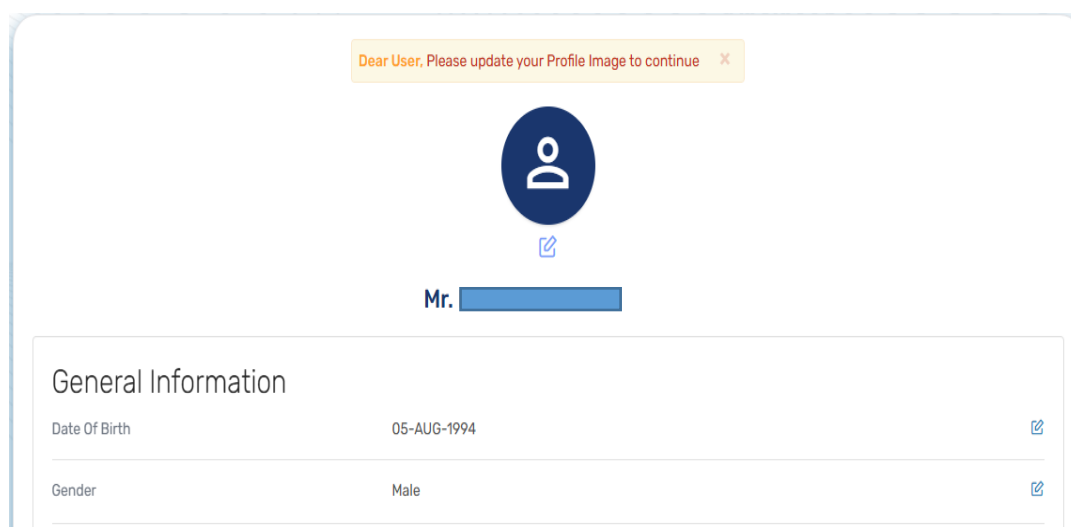 Dear User, Please update your Profile Image to continue x
Mr.
General Information
Date Of Birth 05-AUG-1994
Gender Male